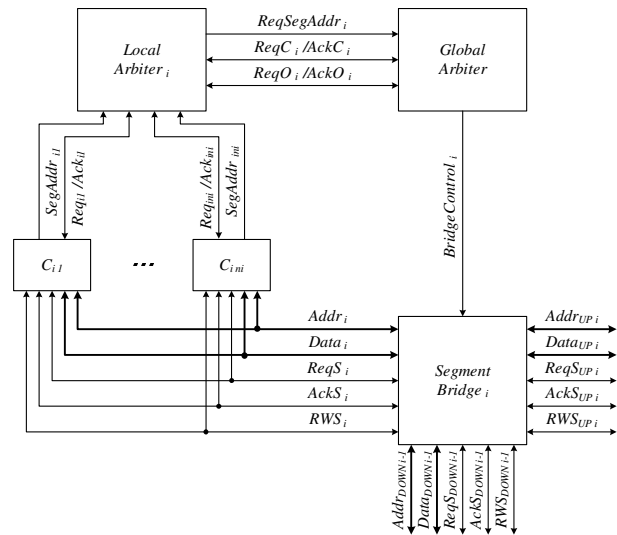 Local
Arbiter i
ReqSegAddr i
ReqC i /AckC i
ReqO i /AckO i
Global
Arbiter
SegAddr i1
Req i1 /Ack i1
Req ini /Ack ini
SegAddr ini
BridgeControl i
C i 1
...
C i ni
Addr i
Data i
ReqS i
AckS i
RWS i
Segment
Bridge i
Addr UP i
Data UP i
ReqS UP i
AckS UP i
RWS UP i
Addr DOWN i-1
Data DOWN i-1
ReqS DOWN i-1
AckS DOWN i-1
RWS DOWN i-1